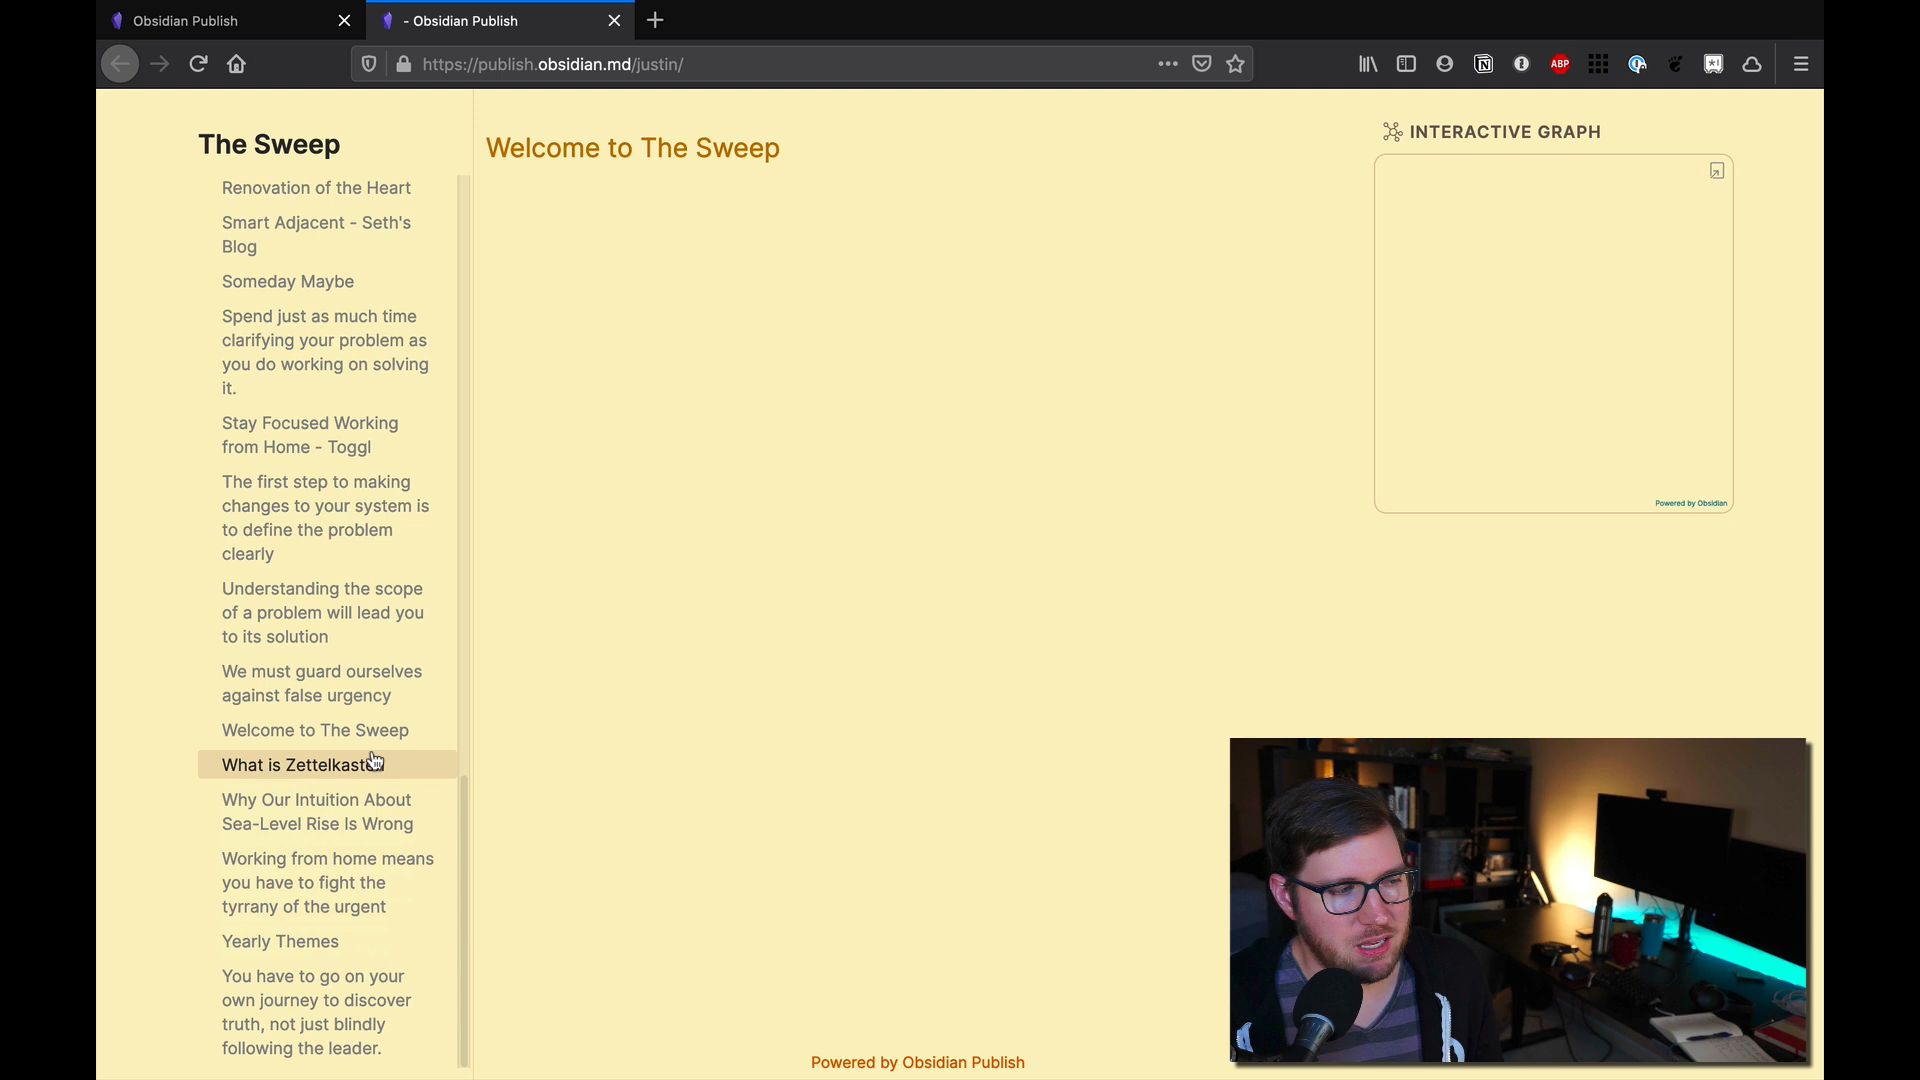 Obsidian Publish
- Obsidian Publish
https://publish.obsidian.md/justin/
ABP
The Sweep
Renovation of the Heart
Smart Adjacent - Seth's
Blog
Someday Maybe
Spend just as much time
clarifying your problem as
you do working on solving
it.
Stay Focused Working
from Home - Toggl
The first step to making
changes to your system is
to define the problem
clearly
Understanding the scope
of a problem will lead you
to its solution
We must guard ourselves
against false urgency
Welcome to The Sweep
What is Zettelkasten
Why Our Intuition About
Sea-Level Rise Is Wrong
Working from home means
you have to fight the
tyrrany of the urgent
Yearly Themes
You have to go on your
own journey to discover
truth, not just blindly
following the leader.
Welcome to The Sweep
INTERACTIVE GRAPH
Powered by Obsidian
Powered by Obsidian Publish